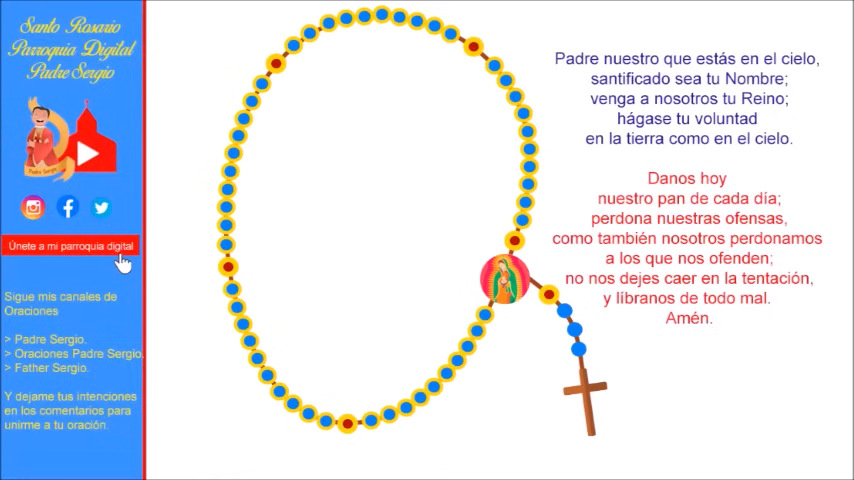 Santo Rosario
Parroquia Digital
Padre Sergio
Padre Sergio
Únete a mi parroquia digital
Sigue mis canales de
Oraciones
> Padre Sergio.
> Oraciones Padre Sergio.
> Father Sergio.
Y dejame tus intenciones
en los comentarios para
unirme a tu oración.
Padre nuestro que estás en el cielo,
santificado sea tu Nombre;
venga a nosotros tu Reino;
hágase tu voluntad
en la tierra como en el cielo.
Danos hoy
nuestro pan de cada día;
perdona nuestras ofensas,
como también nosotros perdonamos
a los que nos ofenden;
no nos dejes caer en la tentación,
y líbranos de todo mal.
Amén.